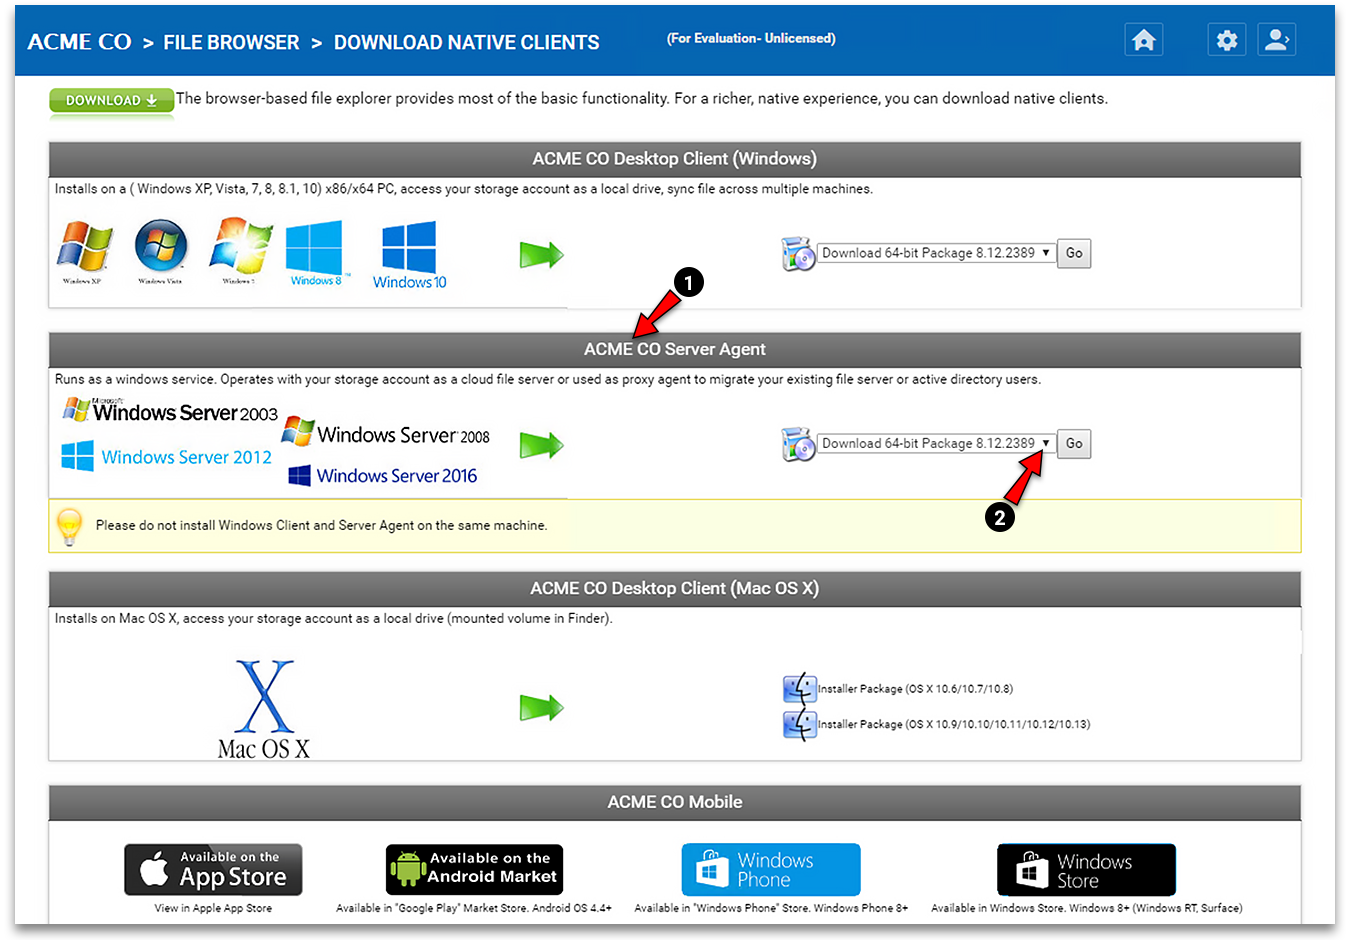 ACME CO > FILE BROWSER > DOWNLOAD NATIVE CLIENTS
(For Evaluation- Unlicensed)
DOWNLOAD
The browser-based file explorer provides most of the basic functionality. For a richer, native experience, you can download native clients.
ACME CO Desktop Client (Windows)
Installs on a ( Windows XP, Vista, 7, 8, 8.1, 10) x86/x64 PC, access your storage account as a local drive, sync file across multiple machines.
Windows XP
Windows Vista
Windows 7
Windows 8
Windows 10
Download 64-bit Package 8.12.2389
Go
1
ACME CO Server Agent
Runs as a windows service. Operates with your storage account as a cloud file server or used as proxy agent to migrate your existing file server or active directory users.
Microsoft
Windows Server 2003
Windows Server 2008
Windows Server 2012
Windows Server 2016
Download 64-bit Package 8.12.2389
Go
2
Please do not install Windows Client and Server Agent on the same machine.
ACME CO Desktop Client (Mac OS X)
Installs on Mac OS X, access your storage account as a local drive (mounted volume in Finder).
X
Mac OS X
Installer Package (OS X 10.6/10.7/10.8)
Installer Package (OS X 10.9/10.10/10.11/10.12/10.13)
ACME CO Mobile
Available on the
App Store
View in Apple App Store
Available on the
Android Market
Available in "Google Play" Market Store. Android OS 4.4+
Windows
Phone
Available in "Windows Phone" Store. Windows Phone 8+
Windows
Store
Available in Windows Store. Windows 8+ (Windows RT, Surface)